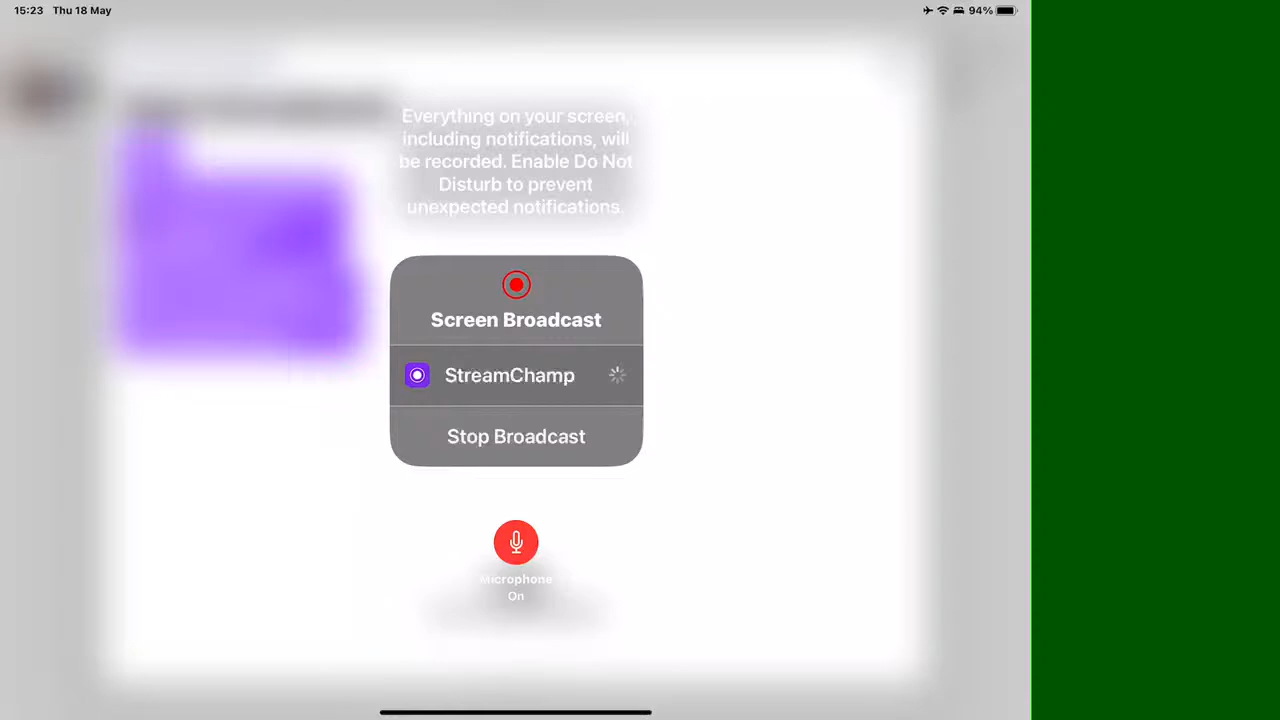 15:23 Thu 18 May
94%
Everything on your screen,
including notifications, will
be recorded. Enable Do Not
Disturb to prevent
unexpected notifications.
Screen Broadcast
StreamChamp
Stop Broadcast
Microphone
On